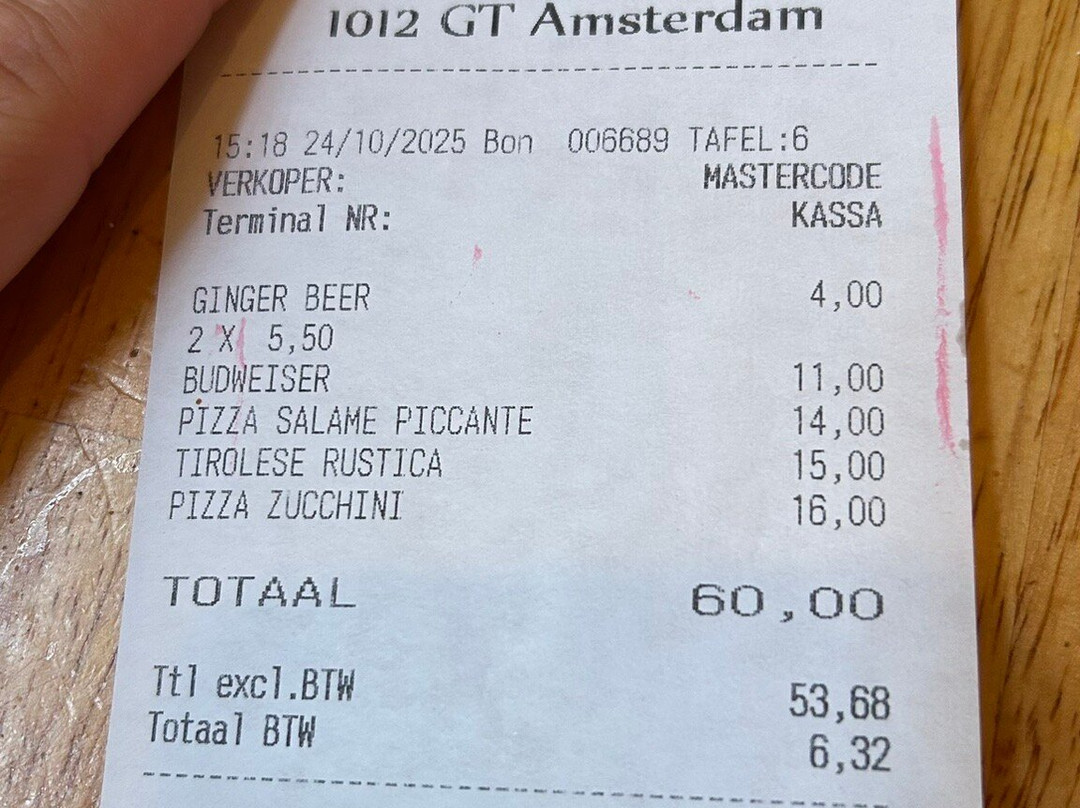 1012 GT Amsterdam
15:18 24/10/2025 Bon 006689 TAFEL:6
VERKOPER: MASTERCODE
Terminal NR: KASSA
GINGER BEER 4,00
2 X 5,50
BUDWEISER 11,00
PIZZA SALAME PICCANTE 14,00
TIROLESE RUSTICA 15,00
PIZZA ZUCCHINI 16,00
TOTAAL 60,00
Ttl excl.BTW 53,68
Totaal BTW 6,32